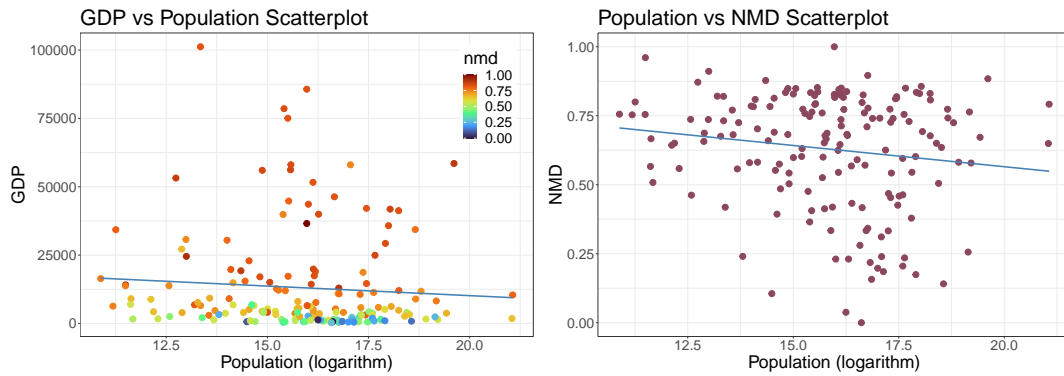 GDP vs Population Scatterplot
GDP
100000
75000
50000
25000
0
nmd
1.00
0.75
0.50
0.25
0.00
12.5 15.0 17.5 20.0
Population (logarithm)
Population vs NMD Scatterplot
NMD
1.00
0.75
0.50
0.25
0.00
12.5 15.0 17.5 20.0
Population (logarithm)